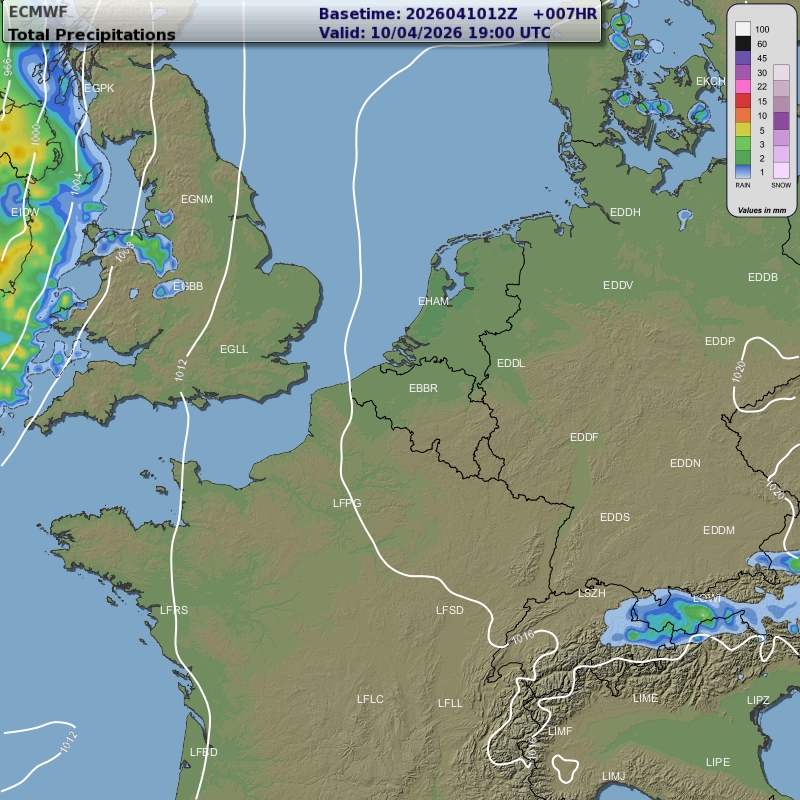 ECMWF
Basetime: 2026041012Z +007HR
Total Precipitations
Valid: 10/04/2026 19:00 UTC
996
EGPK
EKCH
1000
1004
EIDW
EGNM
EDDH
1008
EGBB
EDDV
EDDB
EHAM
EGLL
1012
EDDL
EDDP
1020
EBBR
EDDF
EDDN
1020
LFPG
EDDS
EDDM
LSZH
LOWI
LFRS
LFSD
1016
LFLC
LFLL
LIME
LIPZ
1012
LFBD
LIMF
1016
LIPE
LIMJ
100
60
45
30
22
15
10
5
3
2
1
RAIN SNOW
Values in mm